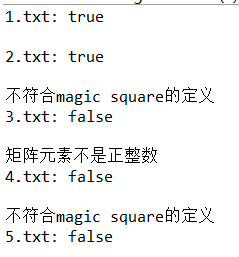 1.txt: true
2.txt: true
不符合magic square的定义
3.txt: false
矩阵元素不是正整数
4.txt: false
不符合magic square的定义
5.txt: false